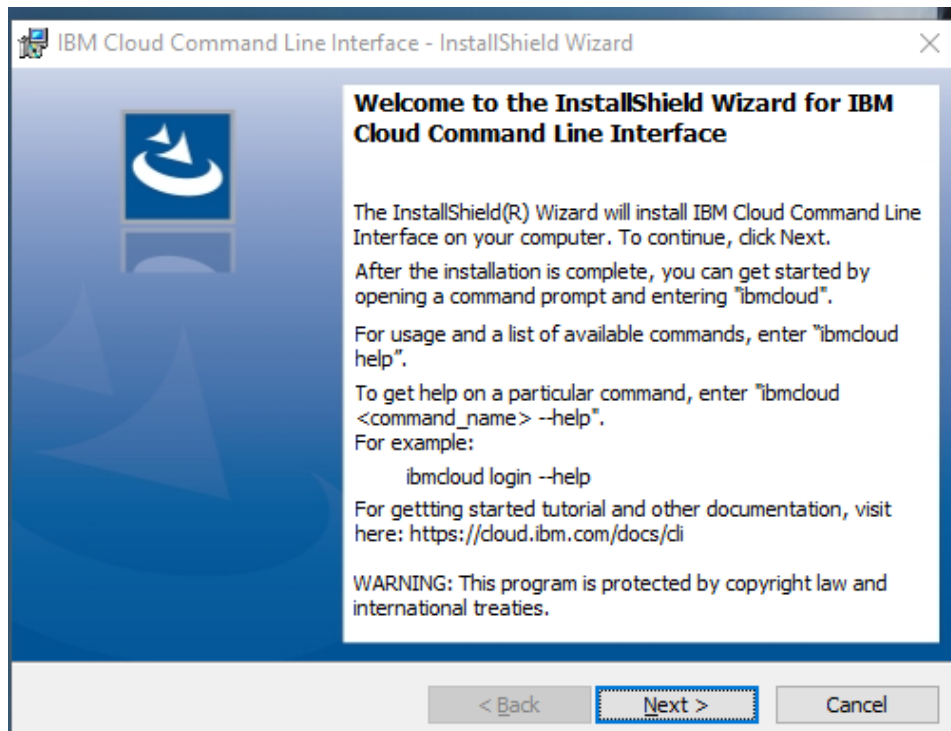 IBM Cloud Command Line Interface - InstallShield Wizard
Welcome to the InstallShield Wizard for IBM
Cloud Command Line Interface
The InstallShield(R) Wizard will install IBM Cloud Command Line
Interface on your computer. To continue, click Next.
After the installation is complete, you can get started by
opening a command prompt and entering "ibmcloud".
For usage and a list of available commands, enter “ibmcloud
help”.
To get help on a particular command, enter "ibmcloud
<command_name> --help".
For example:
ibmcloud login --help
For gettting started tutorial and other documentation, visit
here: https://cloud.ibm.com/docs/cli
WARNING: This program is protected by copyright law and
international treaties.
< Back
Next >
Cancel